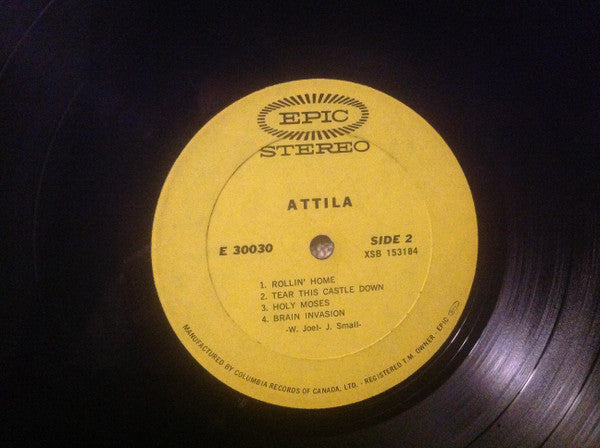 EPIC
STEREO
ATTILA
E 30030
SIDE 2
XSB 153184
1. ROLLIN' HOME
2. TEAR THIS CASTLE DOWN
3. HOLY MOSES
4. BRAIN INVASION
-W. Joel- J. Small-
MANUFACTURED BY COLUMBIA RECORDS OF CANADA, LTD. - REGISTERED T.M. OWNER - EPIC